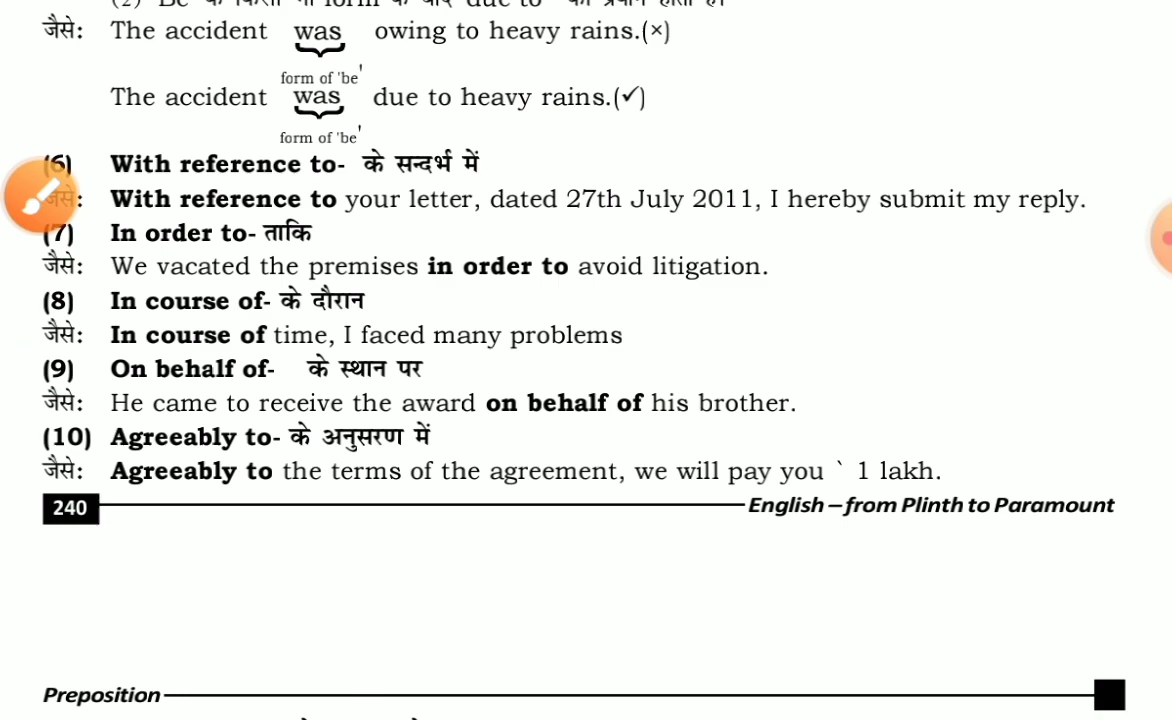 जैसे: The accident was owing to heavy rains.(×)
form of 'be'
The accident was due to heavy rains.(✓)
form of 'be'
(6) With reference to- के सन्दर्भ में
जैसे: With reference to your letter, dated 27th July 2011, I hereby submit my reply.
(7) In order to- ताकि
जैसे: We vacated the premises in order to avoid litigation.
(8) In course of- के दौरान
जैसे: In course of time, I faced many problems
(9) On behalf of- के स्थान पर
जैसे: He came to receive the award on behalf of his brother.
(10) Agreeably to- के अनुसरण में
जैसे: Agreeably to the terms of the agreement, we will pay you ` 1 lakh.
240 English – from Plinth to Paramount
Preposition